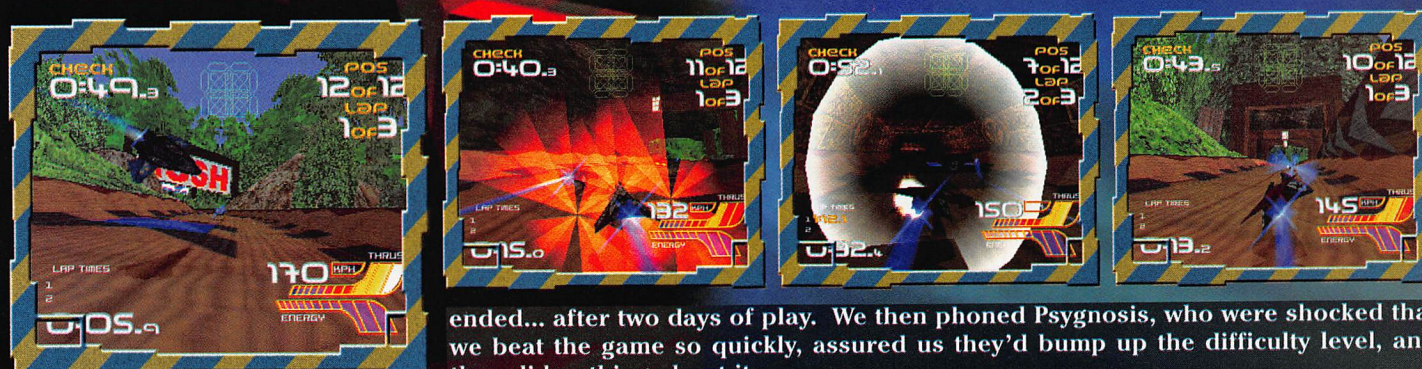 CHECK
0:49.3
POS
12 OF 12
LAP
1 OF 3
LAP TIMES
1
2
170 KPH
ENERGY
0:05.9
CHECK
0:40.3
POS
11 OF 12
LAP
1 OF 3
LAP TIMES
1
2
132 KPH
ENERGY
0:15.0
CHECK
POS
7 OF 12
LAP
2 OF 3
1
2
150
0:32.4
CHECK
0:43.5
POS
10 OF 12
LAP
1 OF 3
LAP TIMES
1
2
145 KPH
ENERGY
0:13.2
ended... after two days of play. We then phoned Psygnosis, who were shocked
we beat the game so quickly, assured us they'd bump up the difficulty level,